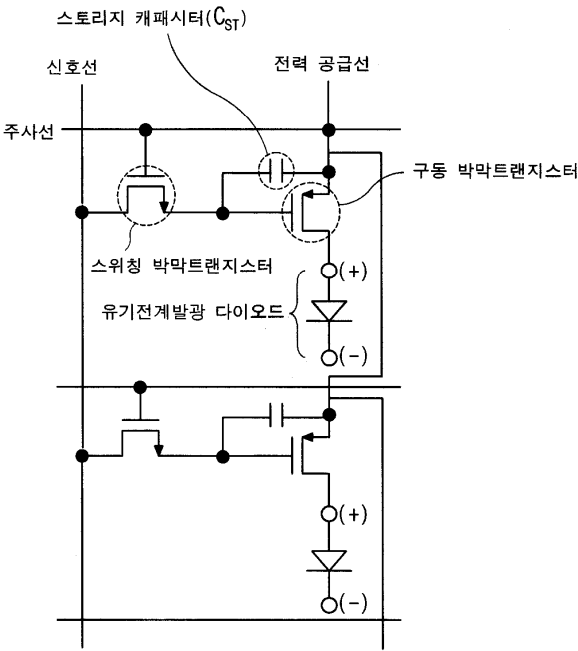 스토리지 캐패시터(CST)
신호선
전력 공급선
주사선
구동 박막트랜지스터
스위칭 박막트랜지스터
(+)
유기전계발광 다이오드
(-)
(+)
(-)